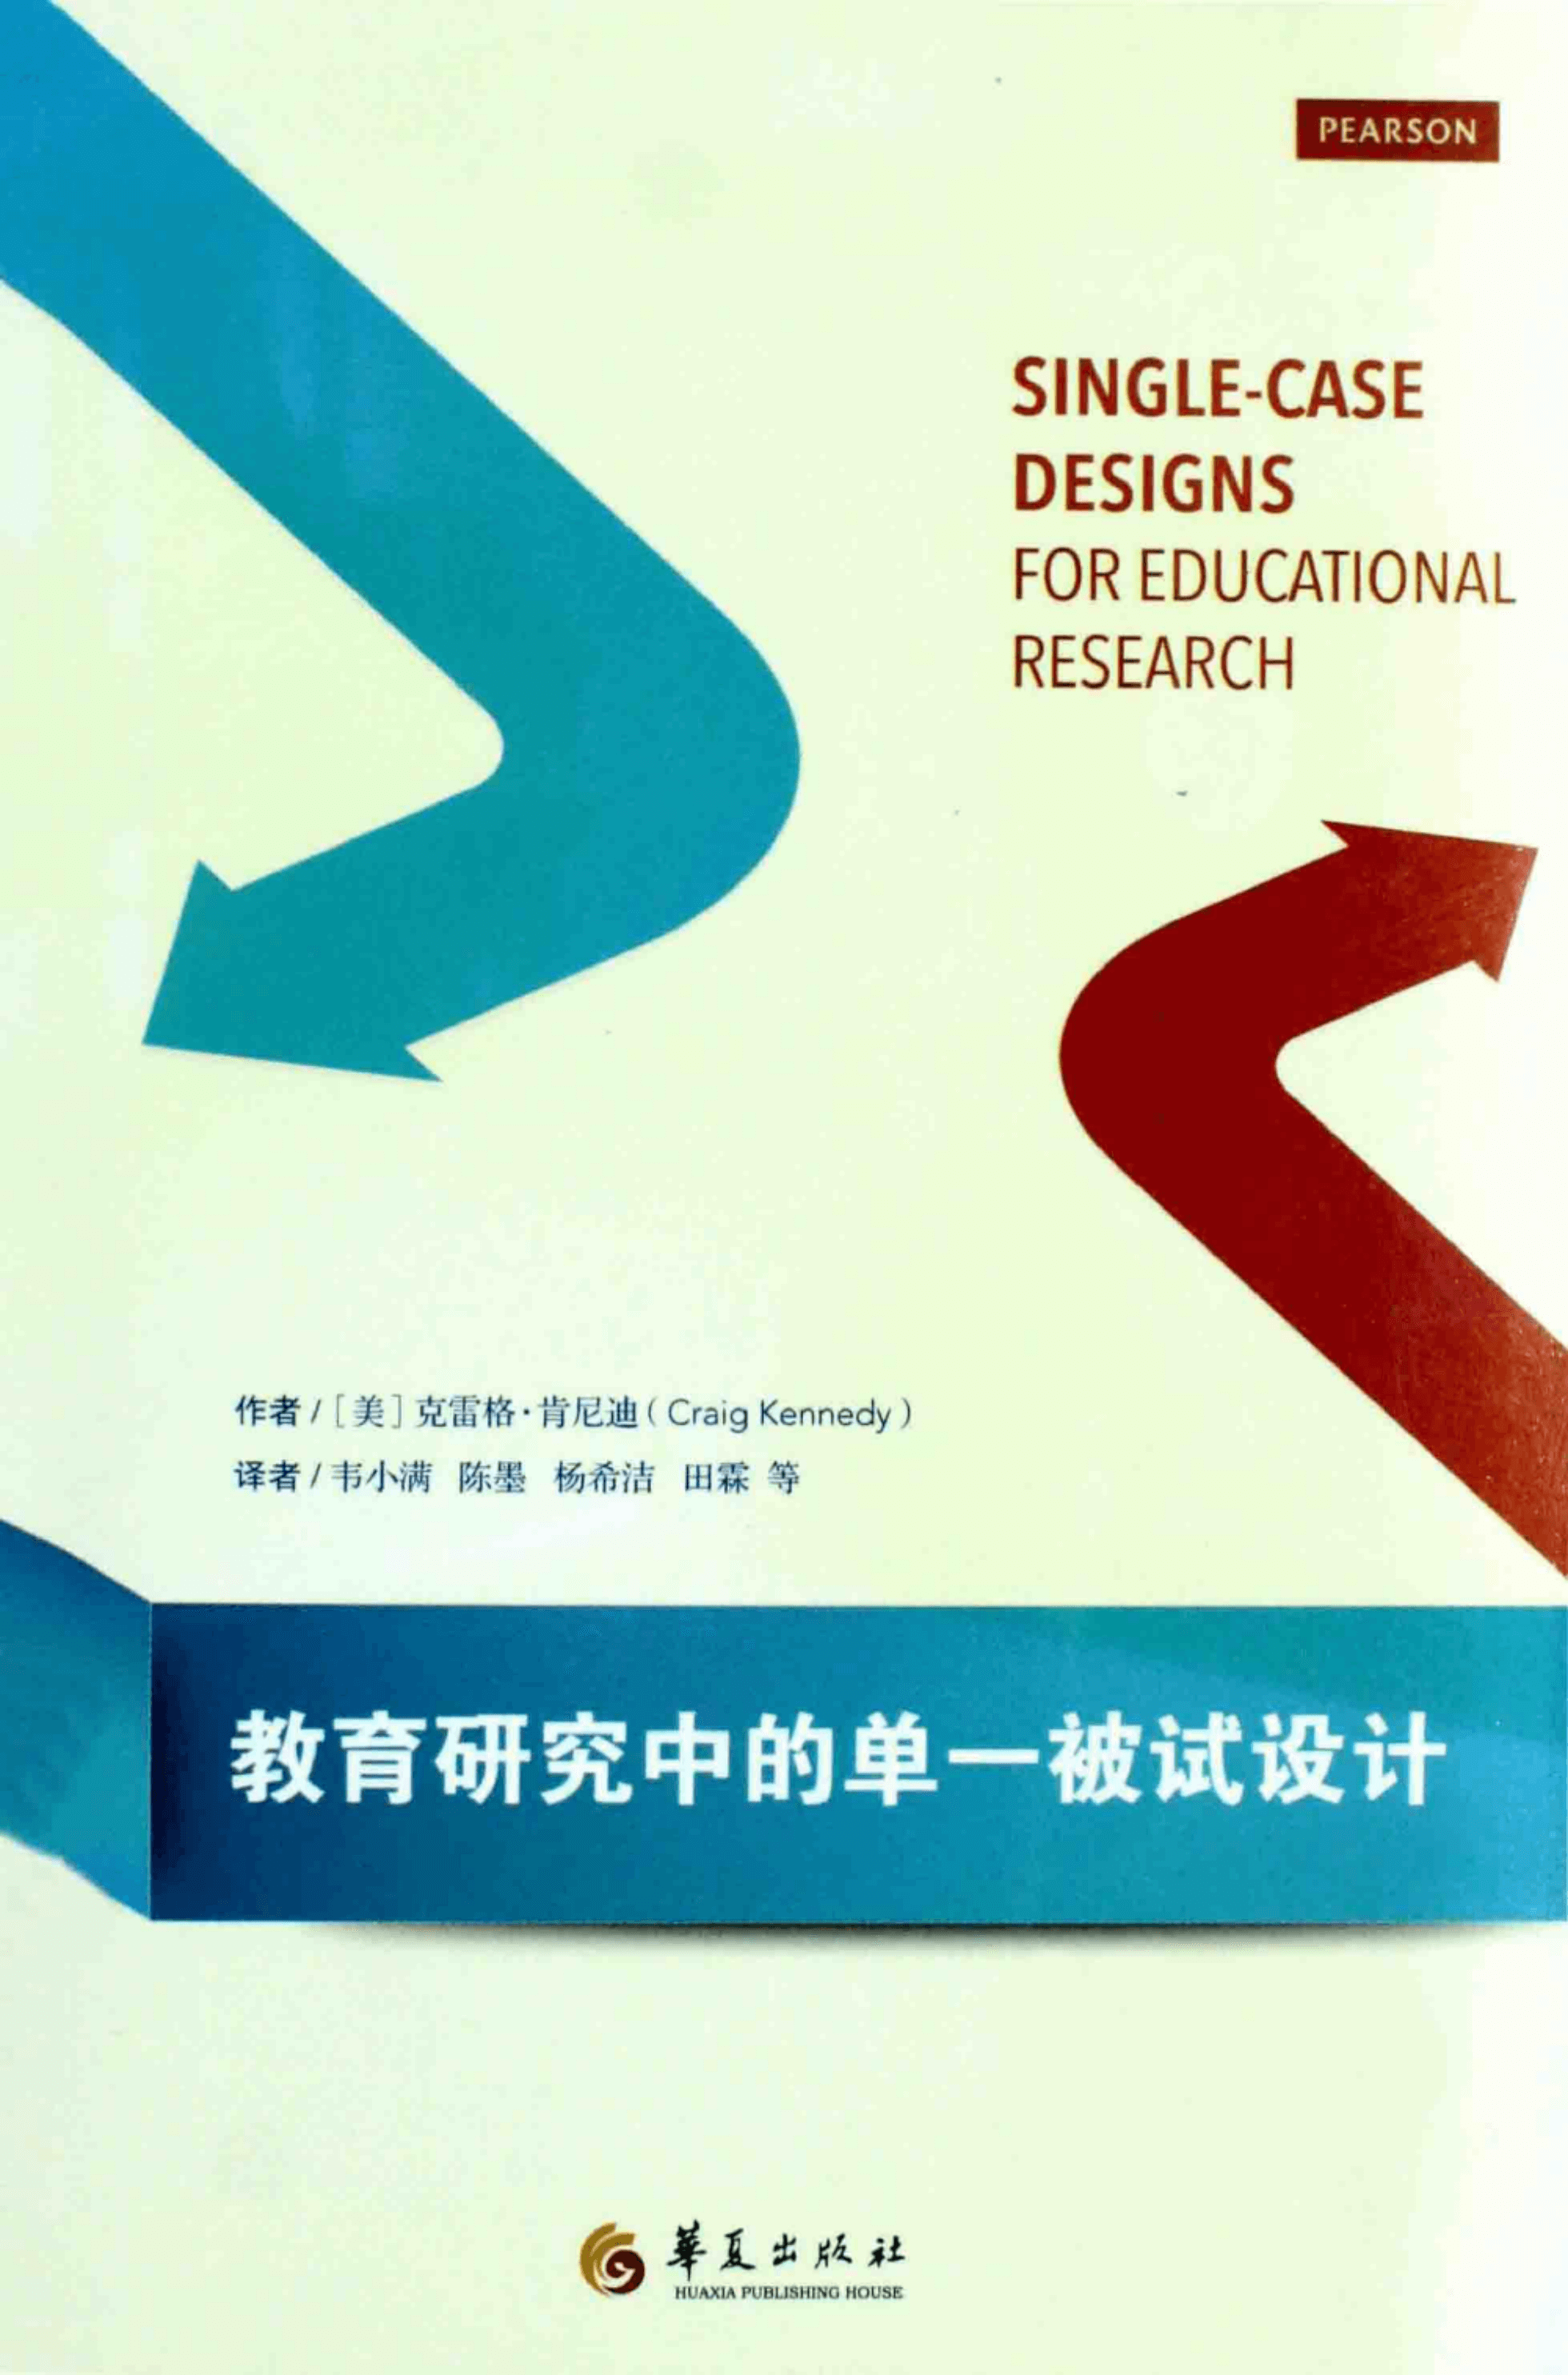 PEARSON
SINGLE-CASE
DESIGNS
FOR EDUCATIONAL
RESEARCH
作者 / [美] 克雷格·肯尼迪 ( Craig Kennedy )
译者 / 韦小满 陈墨 杨希洁 田霖 等
教育研究中的单一被试设计
華夏出版社
HUAXIA PUBLISHING HOUSE